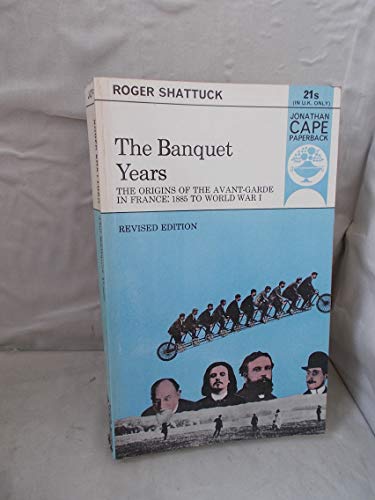 ROGER SHATTUCK
21s
(IN U.K. ONLY)
JONATHAN
CAPE
PAPERBACK
The Banquet
Years
THE ORIGINS OF THE AVANT-GARDE
IN FRANCE: 1885 TO WORLD WAR I
REVISED EDITION